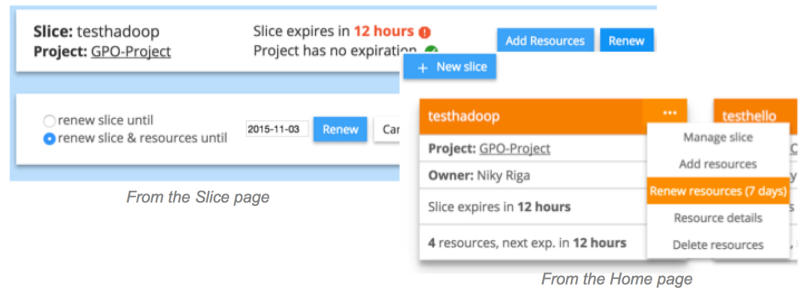 Slice: testhadoop
Project: GPO-Project
Slice expires in 12 hours
Project has no expiration
Add Resources
Renew
+ New slice
renew slice until
renew slice & resources until
2015-11-03
Renew
From the Slice page
testhadoop
...
Project: GPO-Project
Owner: Niky Riga
Slice expires in 12 hours
4 resources, next exp. in 12 hours
testhello
Manage slice
Add resources
Renew resources (7 days)
Resource details
Delete resources
From the Home page